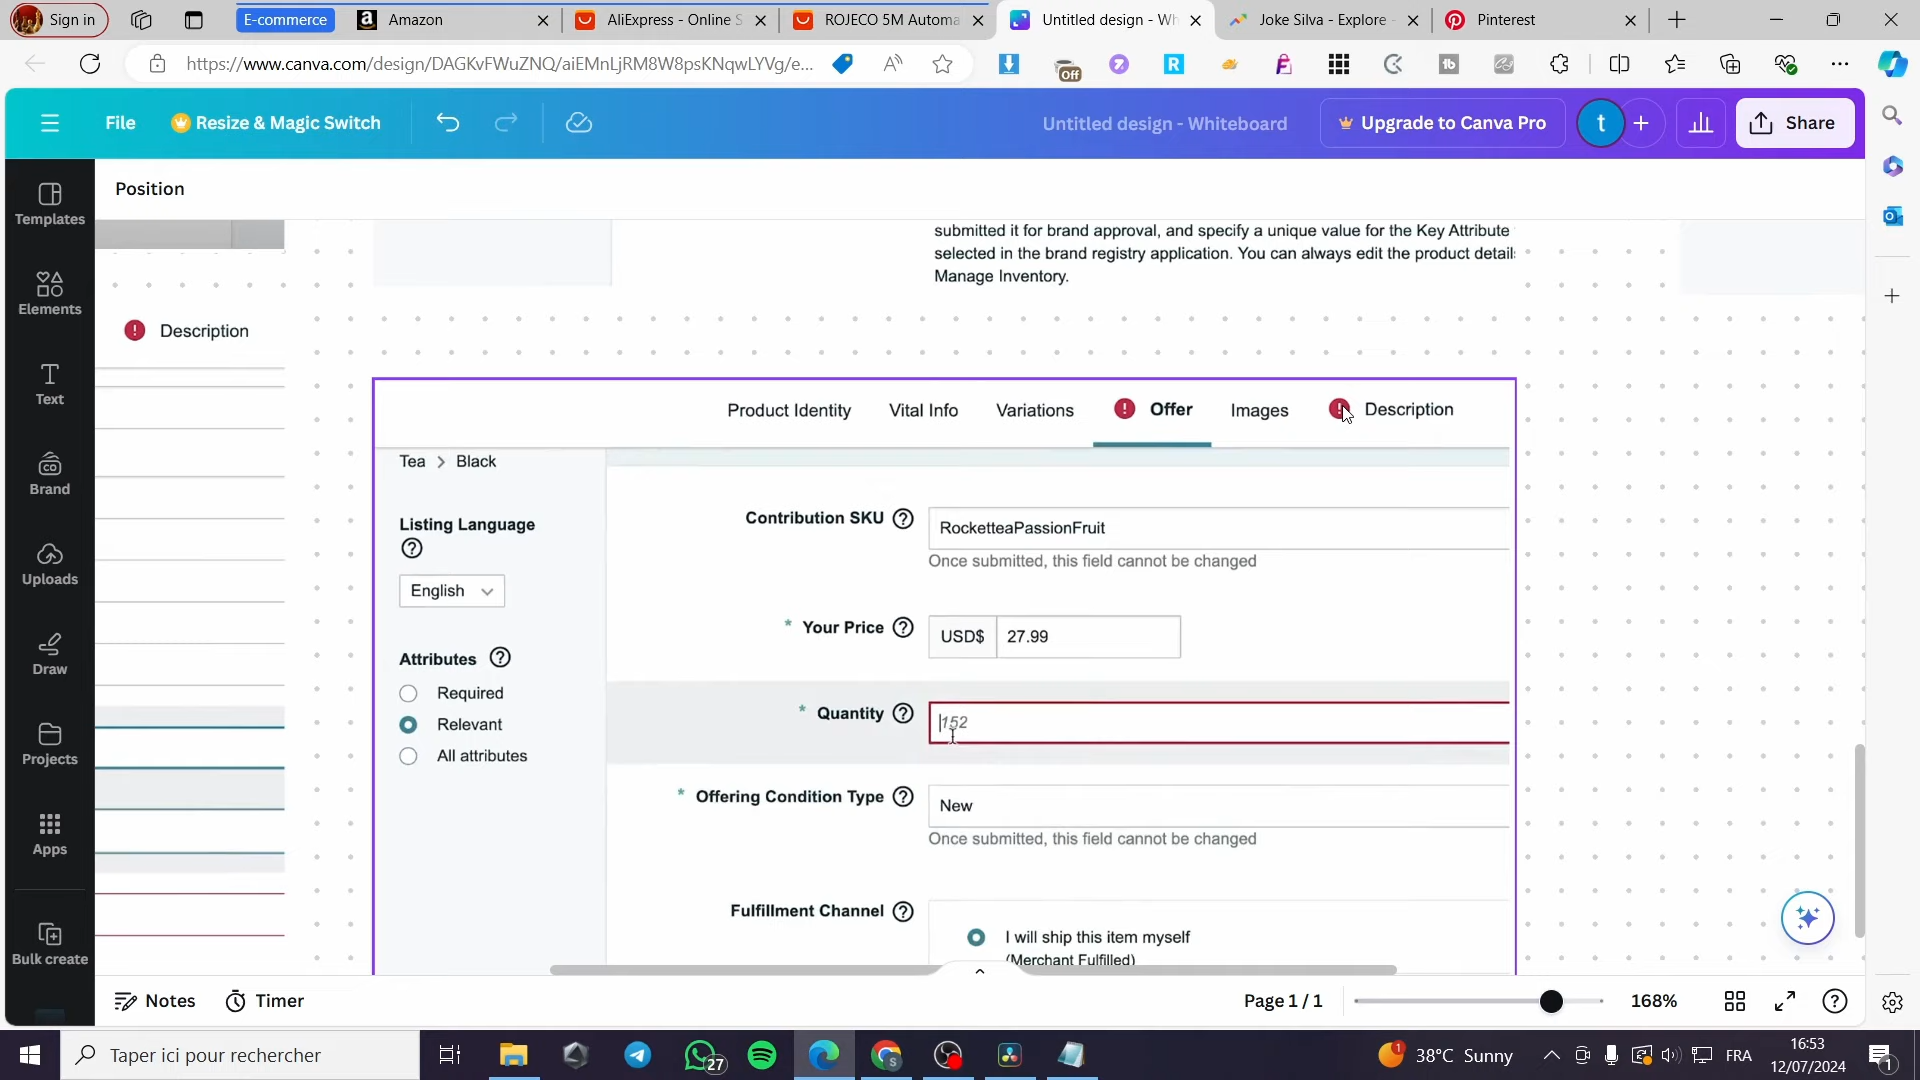 Sign in
E-commerce
Amazon
AliExpress - Online S
ROJECO 5M Automa
Untitled design - Wh
Joke Silva - Explore -
Pinterest
https://www.canva.com/design/DAGKvFWuZNQ/aiEMnLjRM8W8psKNqwLYVg/e...
Off
File
Resize & Magic Switch
Untitled design - Whiteboard
Upgrade to Canva Pro
t
Share
Templates
Elements
Text
Brand
Uploads
Draw
Projects
Apps
Bulk create
Position
Description
submitted it for brand approval, and specify a unique value for the Key Attribute
selected in the brand registry application. You can always edit the product detail
Manage Inventory.
Product Identity
Vital Info
Variations
Offer
Images
Description
Tea > Black
Listing Language
English
Attributes
Required
Relevant
All attributes
Contribution SKU
RocketteaPassionFruit
Once submitted, this field cannot be changed
* Your Price
USD$ 27.99
* Quantity
152
* Offering Condition Type
New
Once submitted, this field cannot be changed
Fulfillment Channel
I will ship this item myself
(Merchant Fulfilled)
Notes
Timer
Page 1 / 1
168%
Taper ici pour rechercher
27
1
38°C Sunny
FRA
16:53
12/07/2024
1